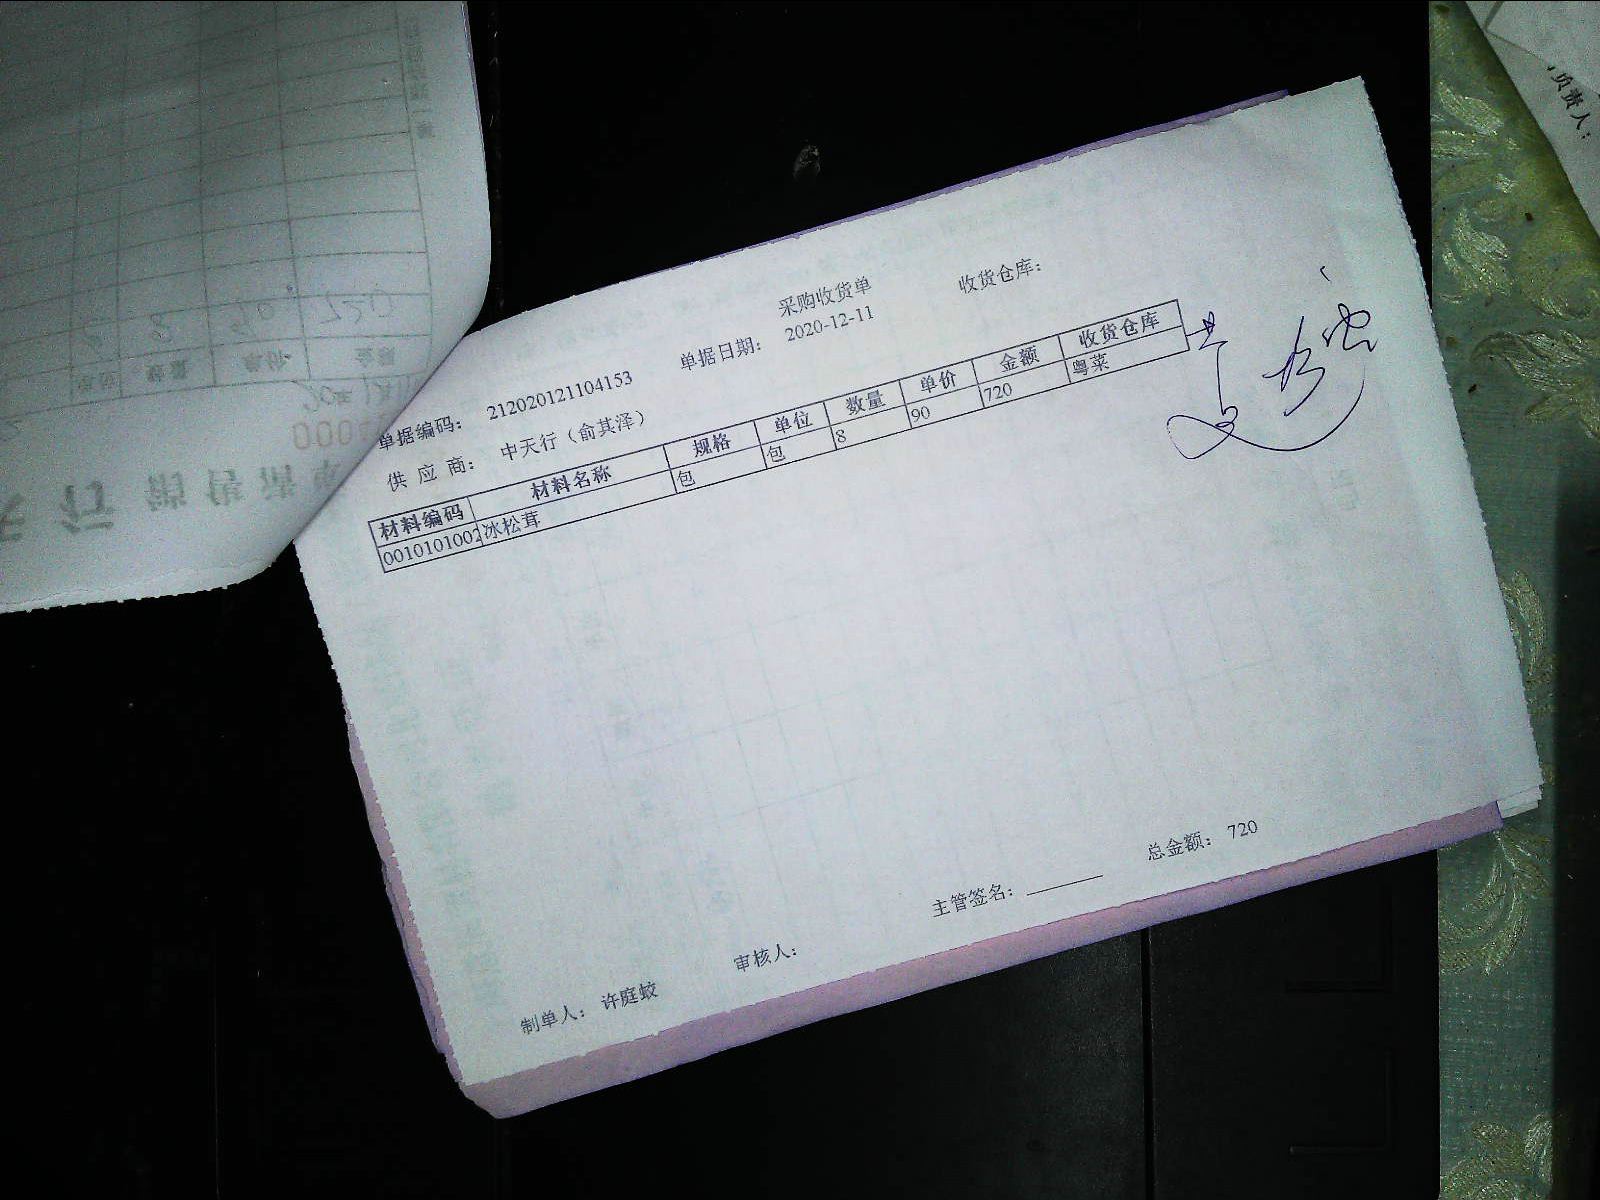 采购收货单
单据编码： 212020121104153 单据日期： 2020-12-11 收货仓库：
供 应 商： 中天行（俞其泽）
材料编码 材料名称 规格 单位 数量 单价 金额 收货仓库
0010101002 冰松茸 包 包 8 90 720 粤菜
总金额： 720
制单人： 许庭蛟 审核人： 主管签名：
负责人：